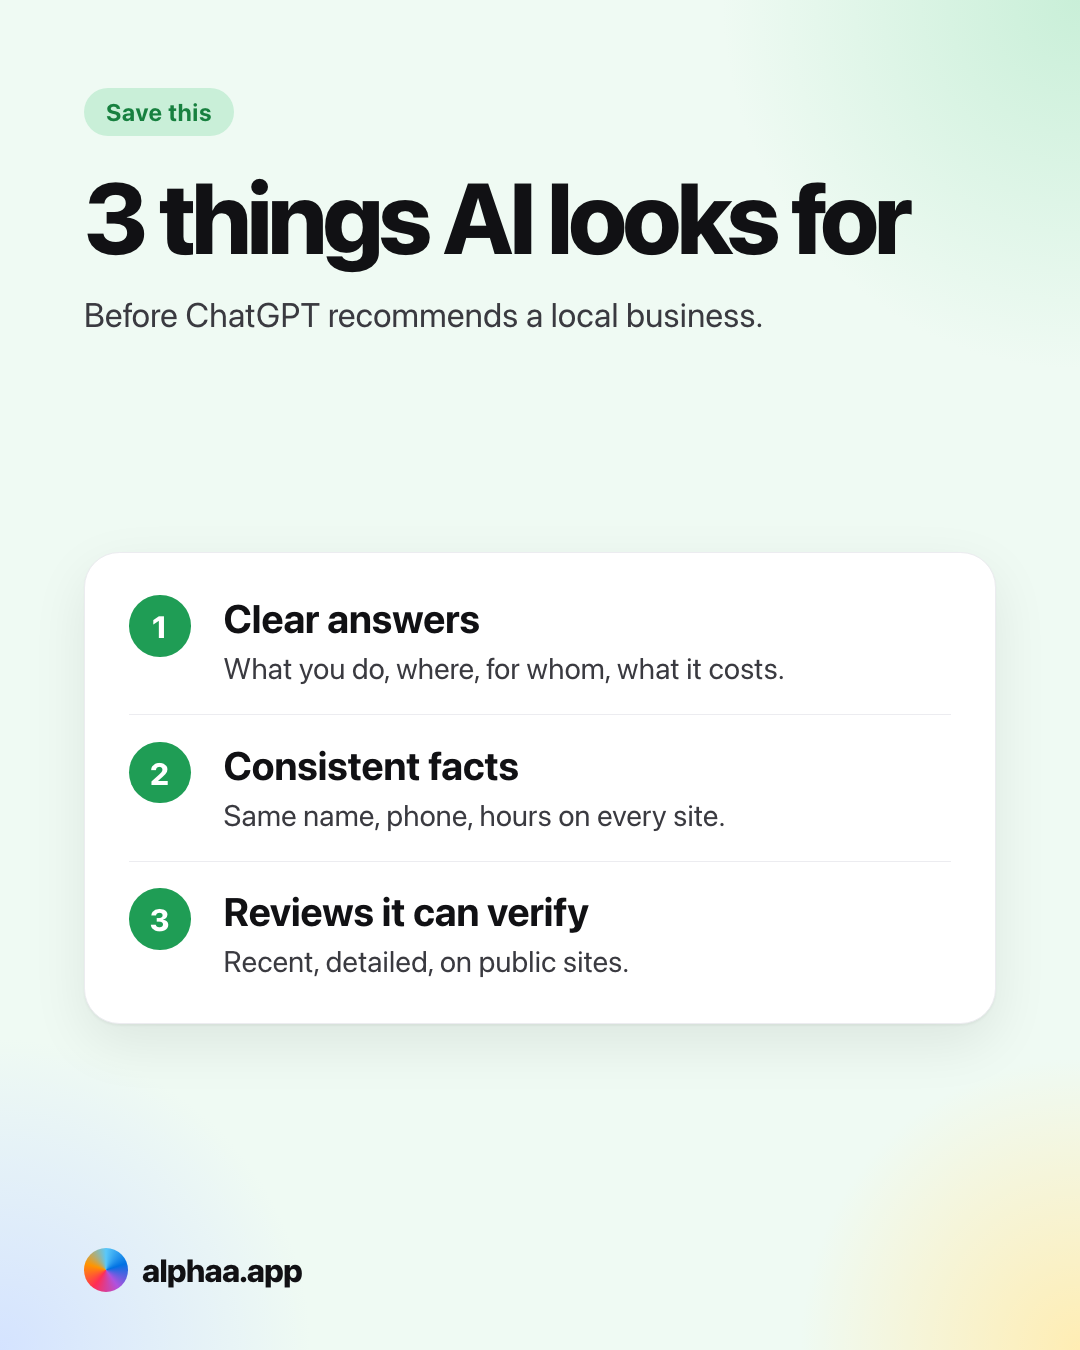 Save this
3 things AI looks for
Before ChatGPT recommends a local business.
1
Clear answers
What you do, where, for whom, what it costs.
2
Consistent facts
Same name, phone, hours on every site.
3
Reviews it can verify
Recent, detailed, on public sites.
alphaa.app